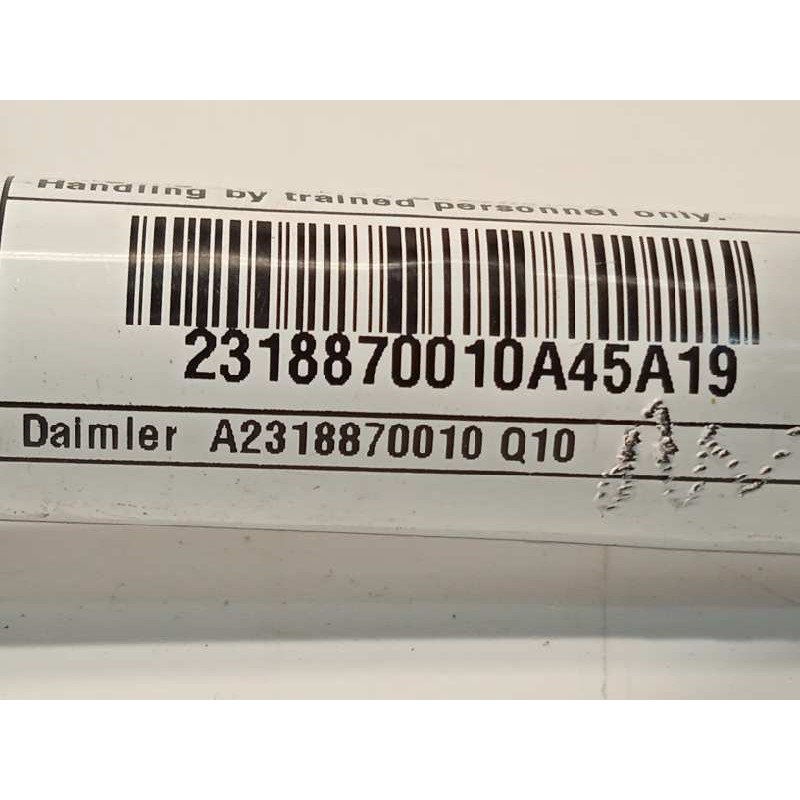 Handling by trained personnel only.
2318870010A45A19
Daimler A2318870010 Q10